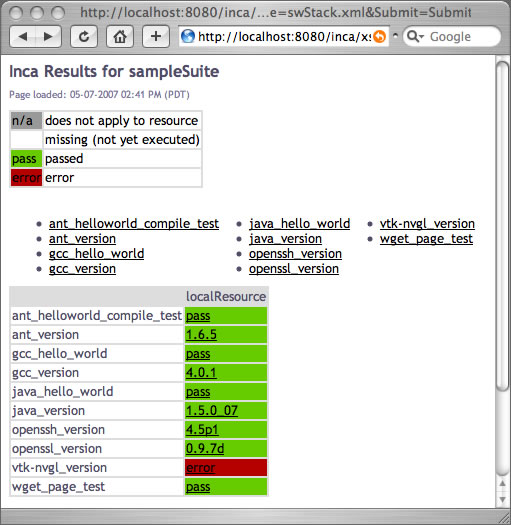 http://localhost:8080/inca/...e=swStack.xml&Submit=Submit
http://localhost:8080/inca/xs
Google
Inca Results for sampleSuite
Page loaded: 05-07-2007 02:41 PM (PDT)
n/a does not apply to resource
missing (not yet executed)
pass passed
error error
ant_helloworld_compile_test java_hello_world vtk-nvgl_version
ant_version java_version wget_page_test
gcc_hello_world openssh_version
gcc_version openssl_version
localResource
ant_helloworld_compile_test pass
ant_version 1.6.5
gcc_hello_world pass
gcc_version 4.0.1
java_hello_world pass
java_version 1.5.0_07
openssh_version 4.5p1
openssl_version 0.9.7d
vtk-nvgl_version error
wget_page_test pass